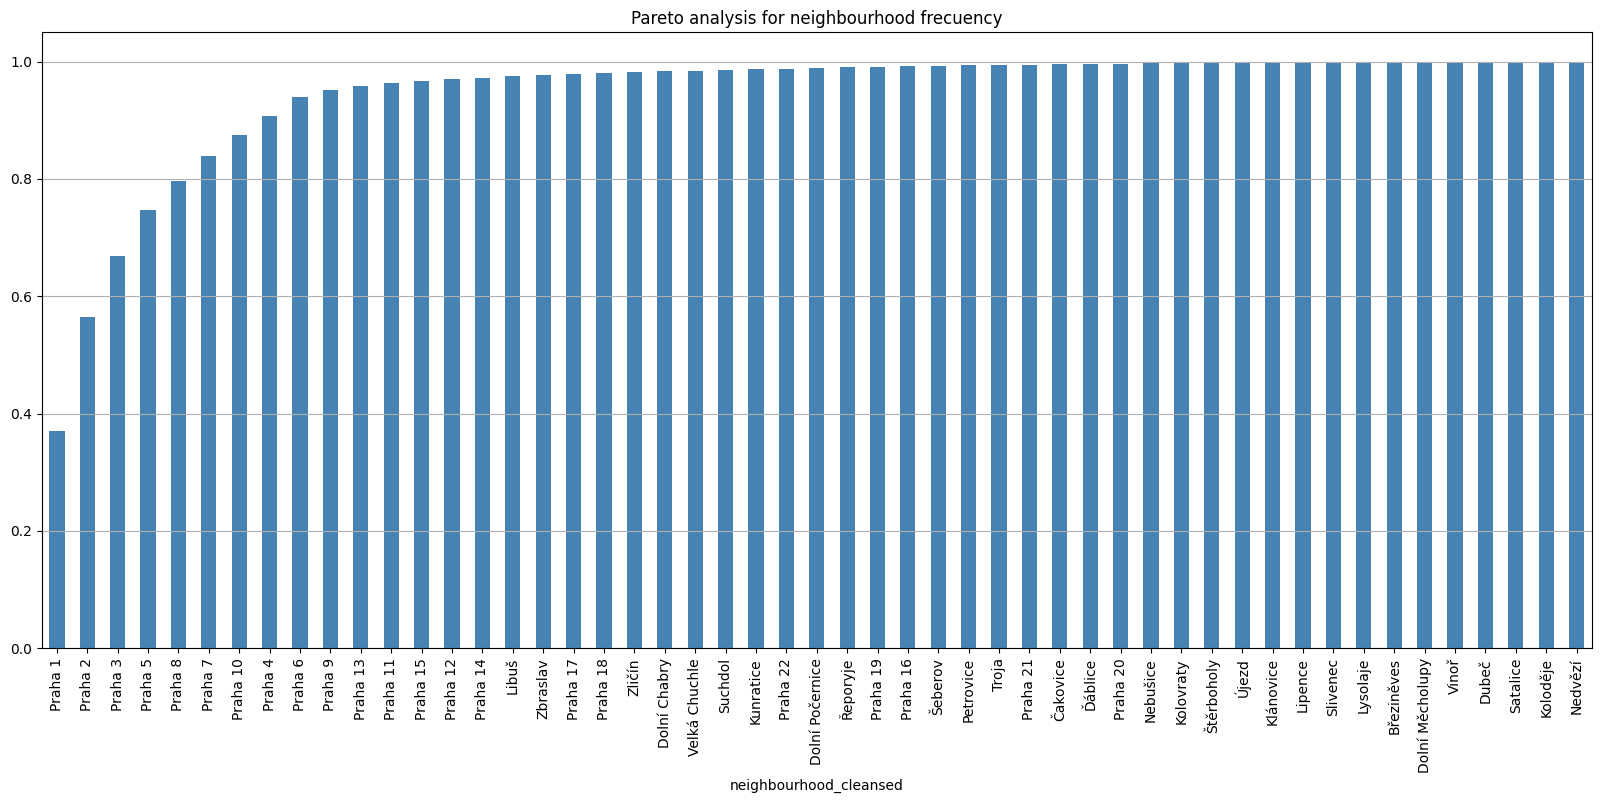 Pareto analysis for neighbourhood frecuency
1.0
0.8
0.6
0.4
0.2
0.0
Praha 1
Praha 2
Praha 3
Praha 5
Praha 8
Praha 7
Praha 10
Praha 4
Praha 6
Praha 9
Praha 13
Praha 11
Praha 15
Praha 12
Praha 14
Libuš
Zbraslav
Praha 17
Praha 18
Zličín
Dolní Chabry
Velká Chuchle
Suchdol
Kunratice
Praha 22
Dolní Počernice
Řeporyje
Praha 19
Praha 16
Šeberov
Petrovice
Troja
Praha 21
Čakovice
Ďáblice
Praha 20
Nebušice
Kolovraty
Štěrboholy
Újezd
Klánovice
Lipence
Slivenec
Lysolaje
Březiněves
Dolní Měcholupy
Vinoř
Dubeč
Satalice
Koloděje
Nedvězí
neighbourhood_cleansed